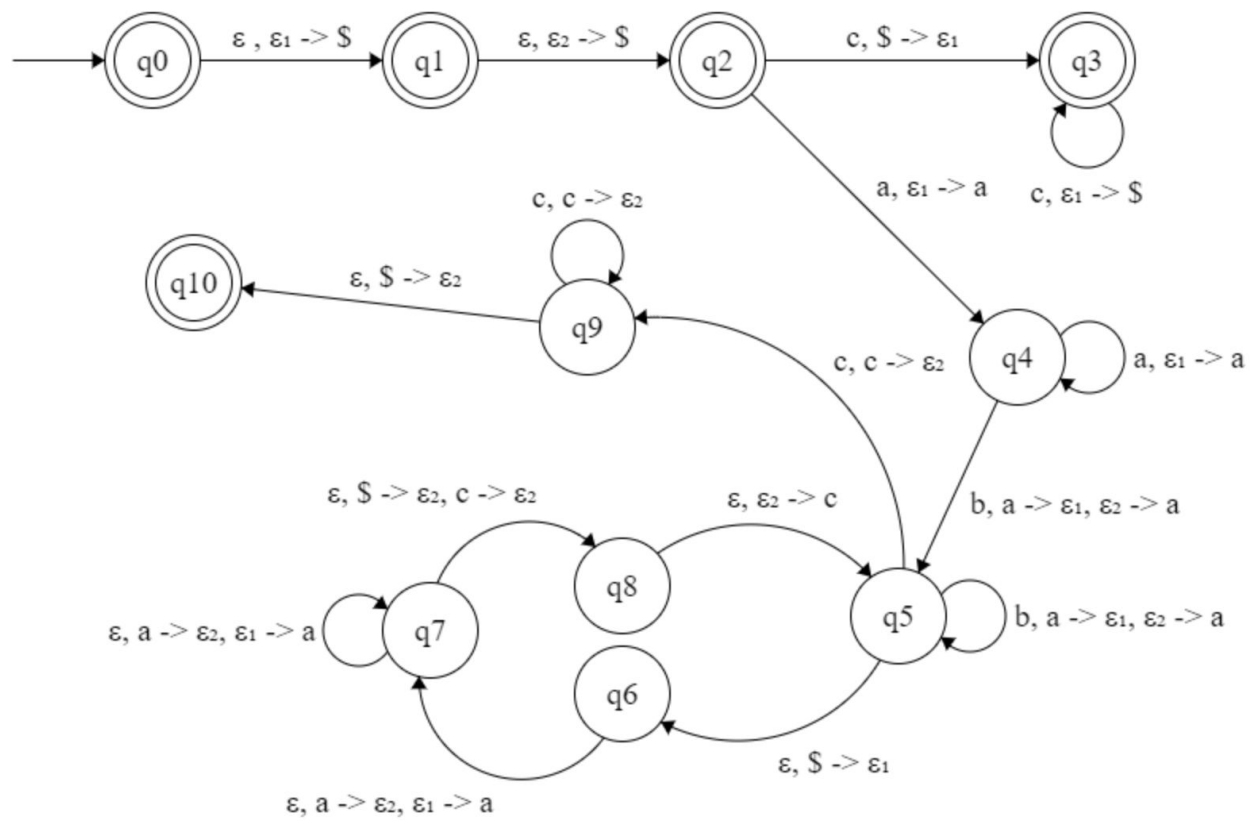 q0
ε , ε₁ -> $
q1
ε, ε₂ -> $
q2
c, $ -> ε₁
q3
c, ε₁ -> $
a, ε₁ -> a
c, c -> ε₂
q10
ε, $ -> ε₂
q9
c, c -> ε₂
q4
a, ε₁ -> a
ε, $ -> ε₂, c -> ε₂
ε, ε₂ -> c
b, a -> ε₁, ε₂ -> a
q8
ε, a -> ε₂, ε₁ -> a
q7
q5
b, a -> ε₁, ε₂ -> a
q6
ε, $ -> ε₁
ε, a -> ε₂, ε₁ -> a